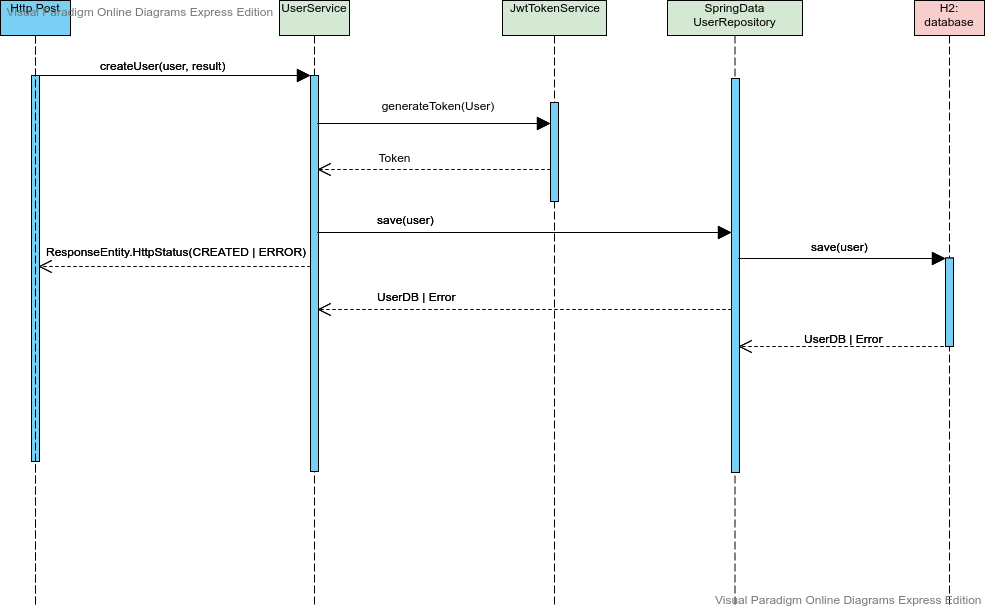 Http Post
Visual Paradigm Online Diagrams Express Edition
UserService
JwtTokenService
SpringData
UserRepository
H2:
database
createUser(user, result)
generateToken(User)
Token
save(user)
ResponseEntity.HttpStatus(CREATED | ERROR)
save(user)
UserDB | Error
UserDB | Error
Visual Paradigm Online Diagrams Express Edition